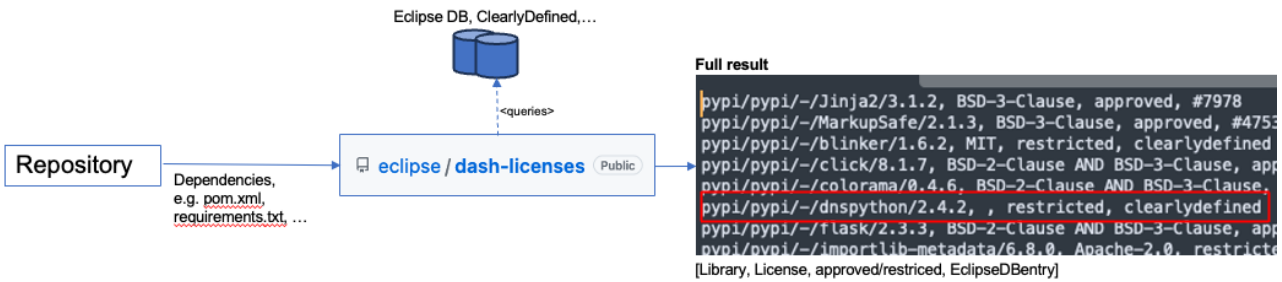 Eclipse DB, ClearlyDefined,…
<queries>
Repository
Dependencies,
e.g. pom.xml,
requirements.txt, …
eclipse / dash-licenses Public
Full result
pypi/pypi/-/Jinja2/3.1.2, BSD-3-Clause, approved, #7978
pypi/pypi/-/MarkupSafe/2.1.3, BSD-3-Clause, approved, #4753
pypi/pypi/-/blinker/1.6.2, MIT, restricted, clearlydefined
pypi/pypi/-/click/8.1.7, BSD-2-Clause AND BSD-3-Clause, app
pypi/pypi/-/colorama/0.4.6, BSD-2-Clause AND BSD-3-Clause,
pypi/pypi/-/dnspython/2.4.2, , restricted, clearlydefined
pypi/pypi/-/flask/2.3.3, BSD-2-Clause AND BSD-3-Clause, app
pypi/pypi/-/importlib-metadata/6.8.0, Apache-2.0, restricte
[Library, License, approved/restriced, EclipseDBentry]